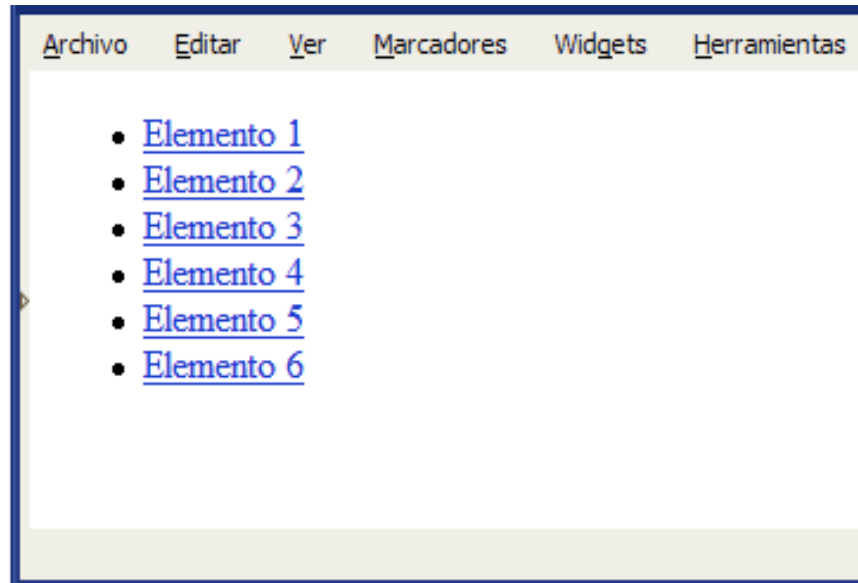 Archivo Editar Ver Marcadores Widgets Herramientas
Elemento 1
Elemento 2
Elemento 3
Elemento 4
Elemento 5
Elemento 6